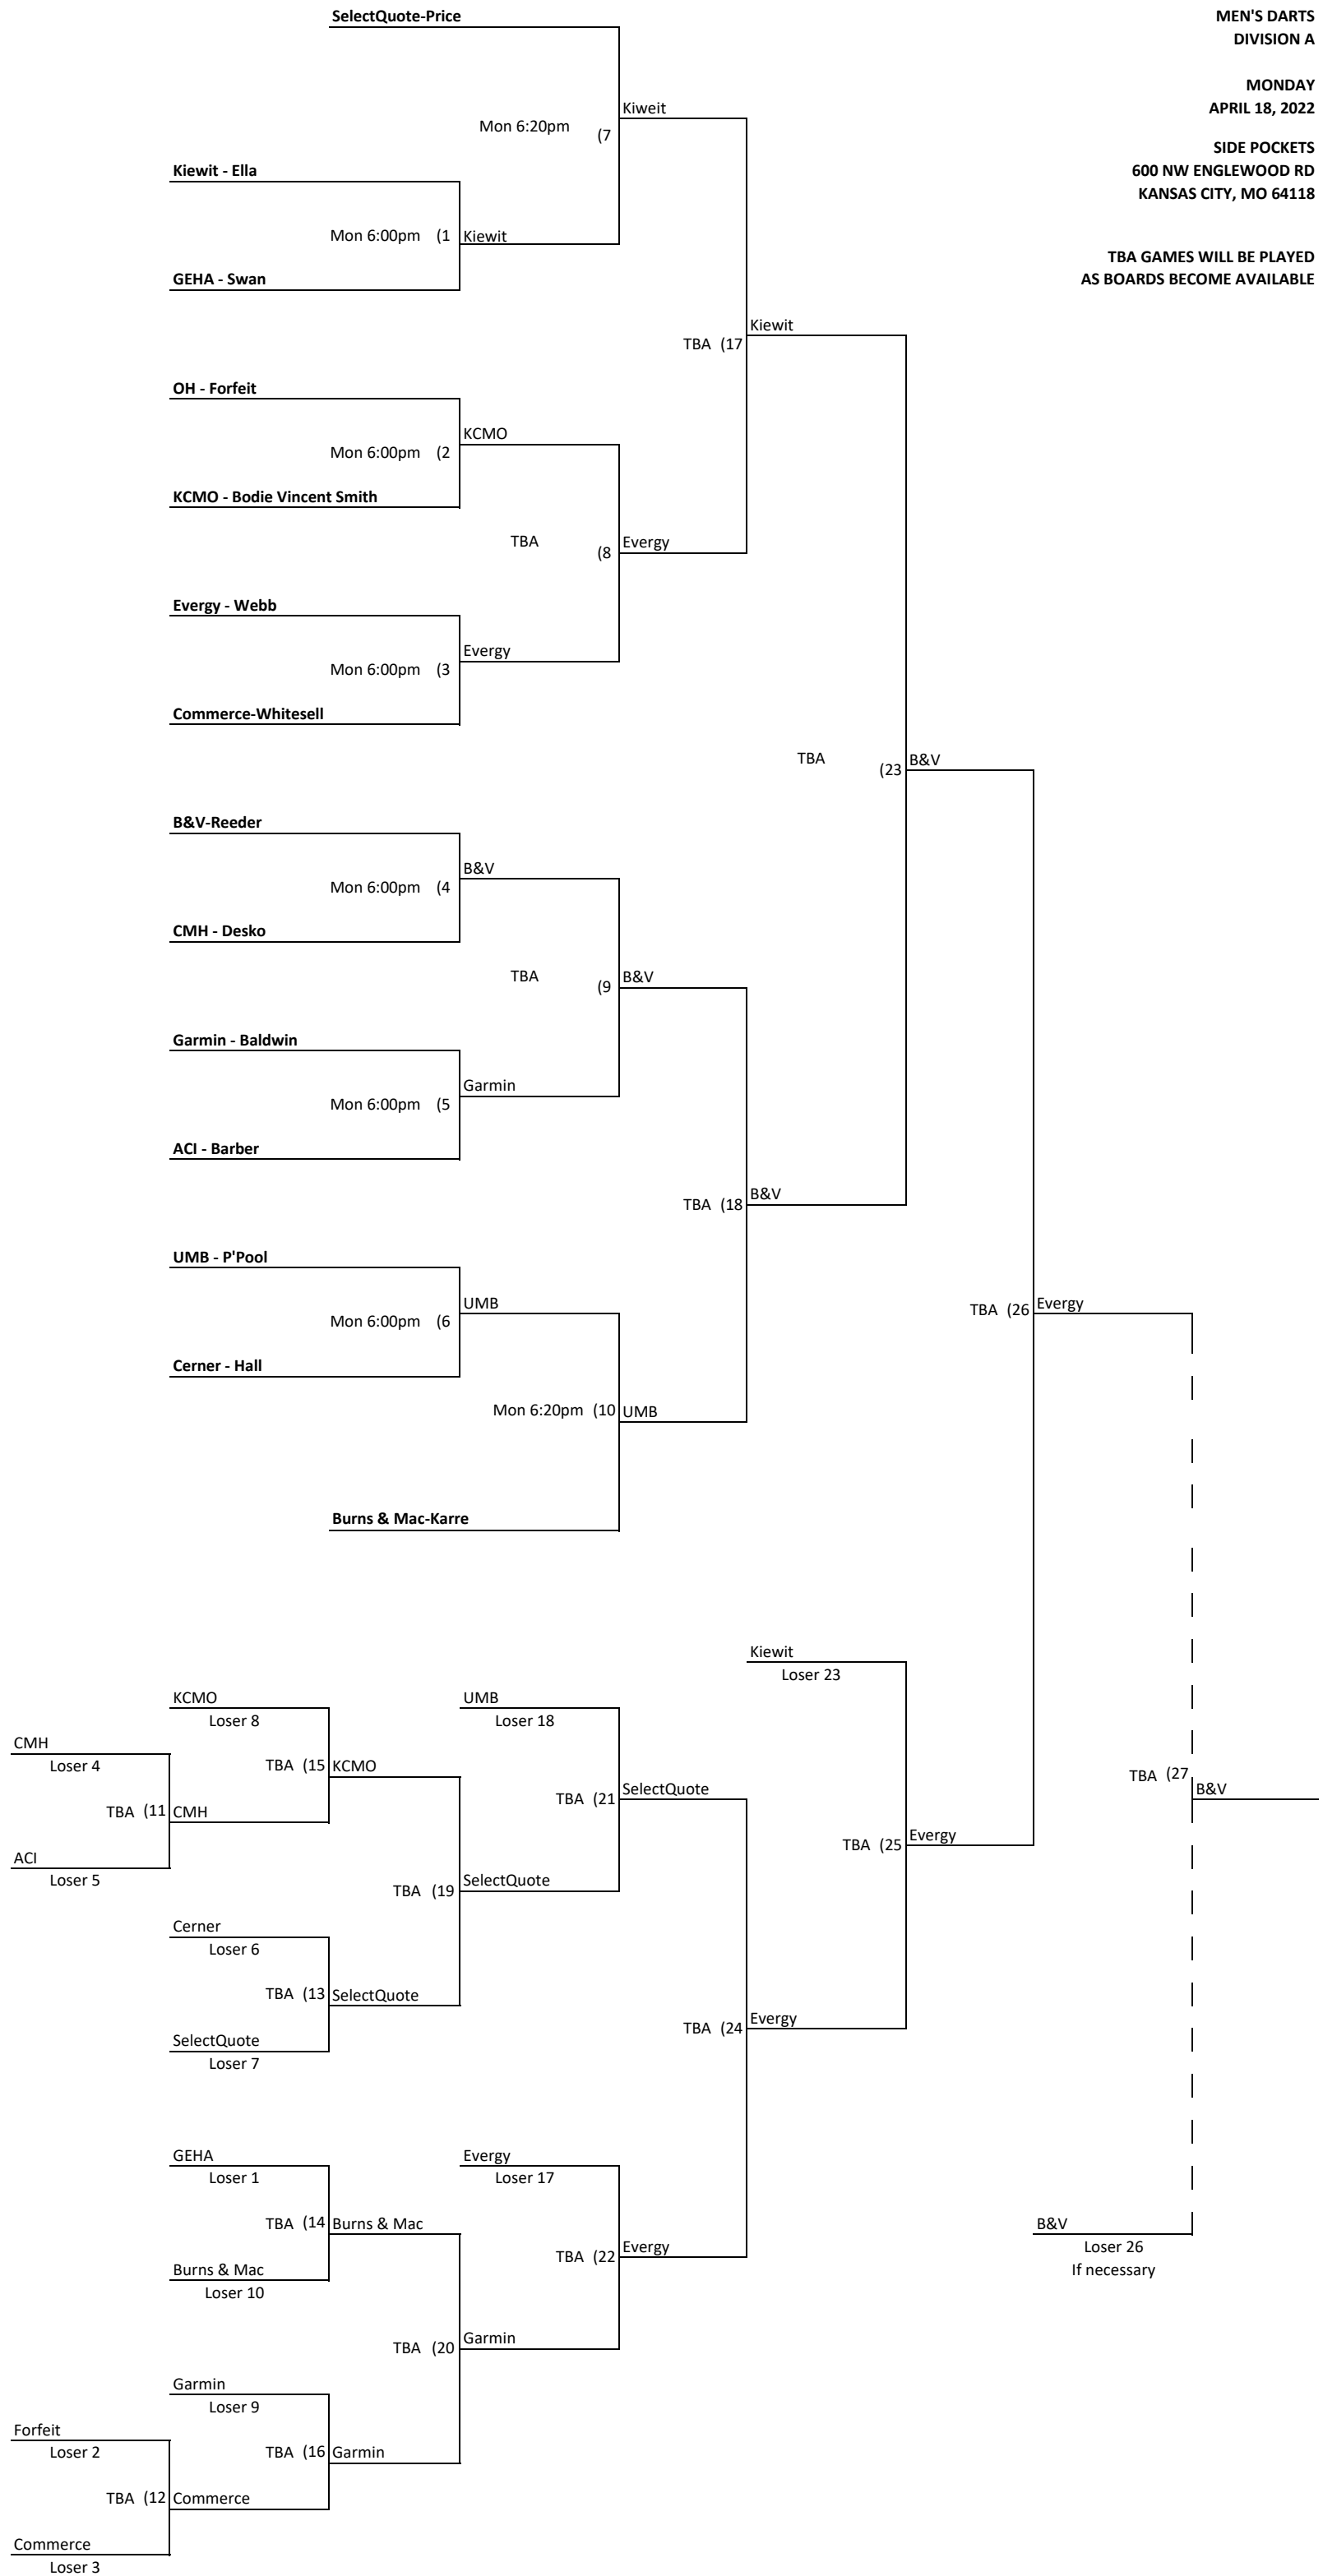 SelectQuote-Price
MEN'S DARTS
DIVISION A
MONDAY
APRIL 18, 2022
SIDE POCKETS
600 NW ENGLEWOOD RD
KANSAS CITY, MO 64118
TBA GAMES WILL BE PLAYED
AS BOARDS BECOME AVAILABLE
Kiweit
Mon 6:20pm (7
Kiewit - Ella
Mon 6:00pm (1 Kiewit
GEHA - Swan
Kiewit
TBA (17
OH - Forfeit
KCMO
Mon 6:00pm (2
KCMO - Bodie Vincent Smith
TBA (8 Evergy
Evergy - Webb
Evergy
Mon 6:00pm (3
Commerce-Whitesell
TBA (23 B&V
B&V-Reeder
B&V
Mon 6:00pm (4
CMH - Desko
TBA (9 B&V
Garmin - Baldwin
Garmin
Mon 6:00pm (5
ACI - Barber
TBA (18 B&V
UMB - P'Pool
UMB
Mon 6:00pm (6
TBA (26 Evergy
Cerner - Hall
Mon 6:20pm (10 UMB
Burns & Mac-Karre
Kiewit
Loser 23
KCMO
Loser 8
UMB
Loser 18
CMH
Loser 4
TBA (15 KCMO
TBA (27
B&V
TBA (21 SelectQuote
TBA (11 CMH
TBA (25 Evergy
ACI
Loser 5
TBA (19 SelectQuote
Cerner
Loser 6
TBA (13 SelectQuote
TBA (24 Evergy
SelectQuote
Loser 7
GEHA
Loser 1
Evergy
Loser 17
TBA (14 Burns & Mac
B&V
Loser 26
If necessary
TBA (22 Evergy
Burns & Mac
Loser 10
TBA (20 Garmin
Garmin
Loser 9
Forfeit
Loser 2
TBA (16 Garmin
TBA (12 Commerce
Commerce
Loser 3